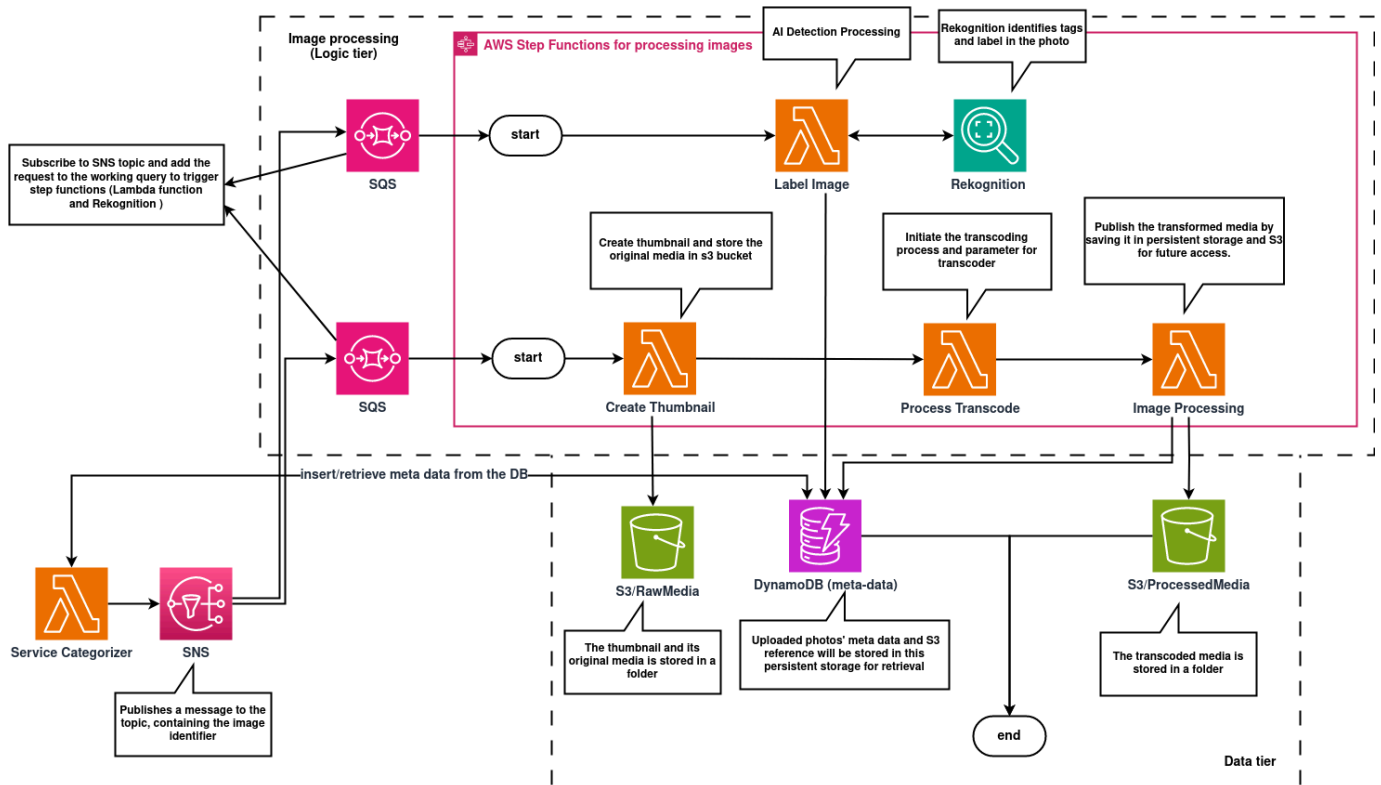 Image processing
(Logic tier)
AWS Step Functions for processing images
AI Detection Processing
Rekognition identifies tags
and label in the photo
start
SQS
Label Image
Rekognition
Subscribe to SNS topic and add the
request to the working query to trigger
step functions (Lambda function
and Rekognition )
Create thumbnail and store the
original media in s3 bucket
Initiate the transcoding
process and parameter for
transcoder
Publish the transformed media by
saving it in persistent storage and S3
for future access.
start
SQS
Create Thumbnail
Process Transcode
Image Processing
insert/retrieve meta data from the DB
S3/RawMedia
DynamoDB (meta-data)
S3/ProcessedMedia
Service Categorizer
SNS
The thumbnail and its
original media is stored in a
folder
Uploaded photos' meta data and S3
reference will be stored in this
persistent storage for retrieval
The transcoded media is
stored in a folder
Publishes a message to the
topic, containing the image
identifier
end
Data tier